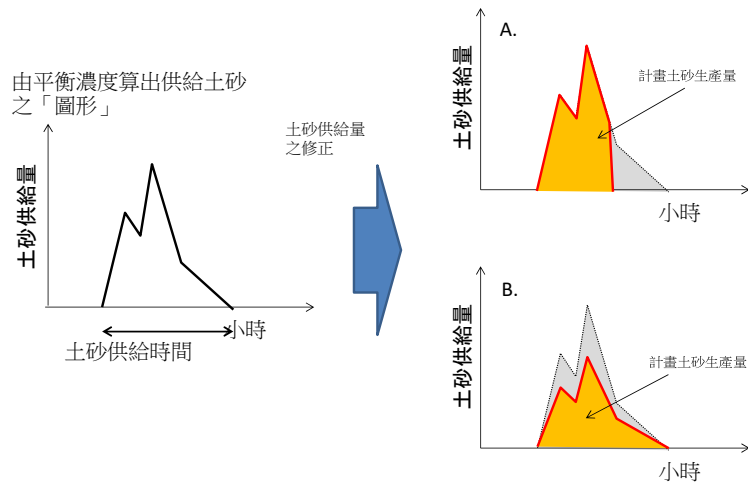 由平衡濃度算出供給土砂
之「圖形」
土砂供給量
小時
土砂供給時間
土砂供給量
之修正
A.
土砂供給量
計畫土砂生產量
小時
B.
土砂供給量
計畫土砂生產量
小時